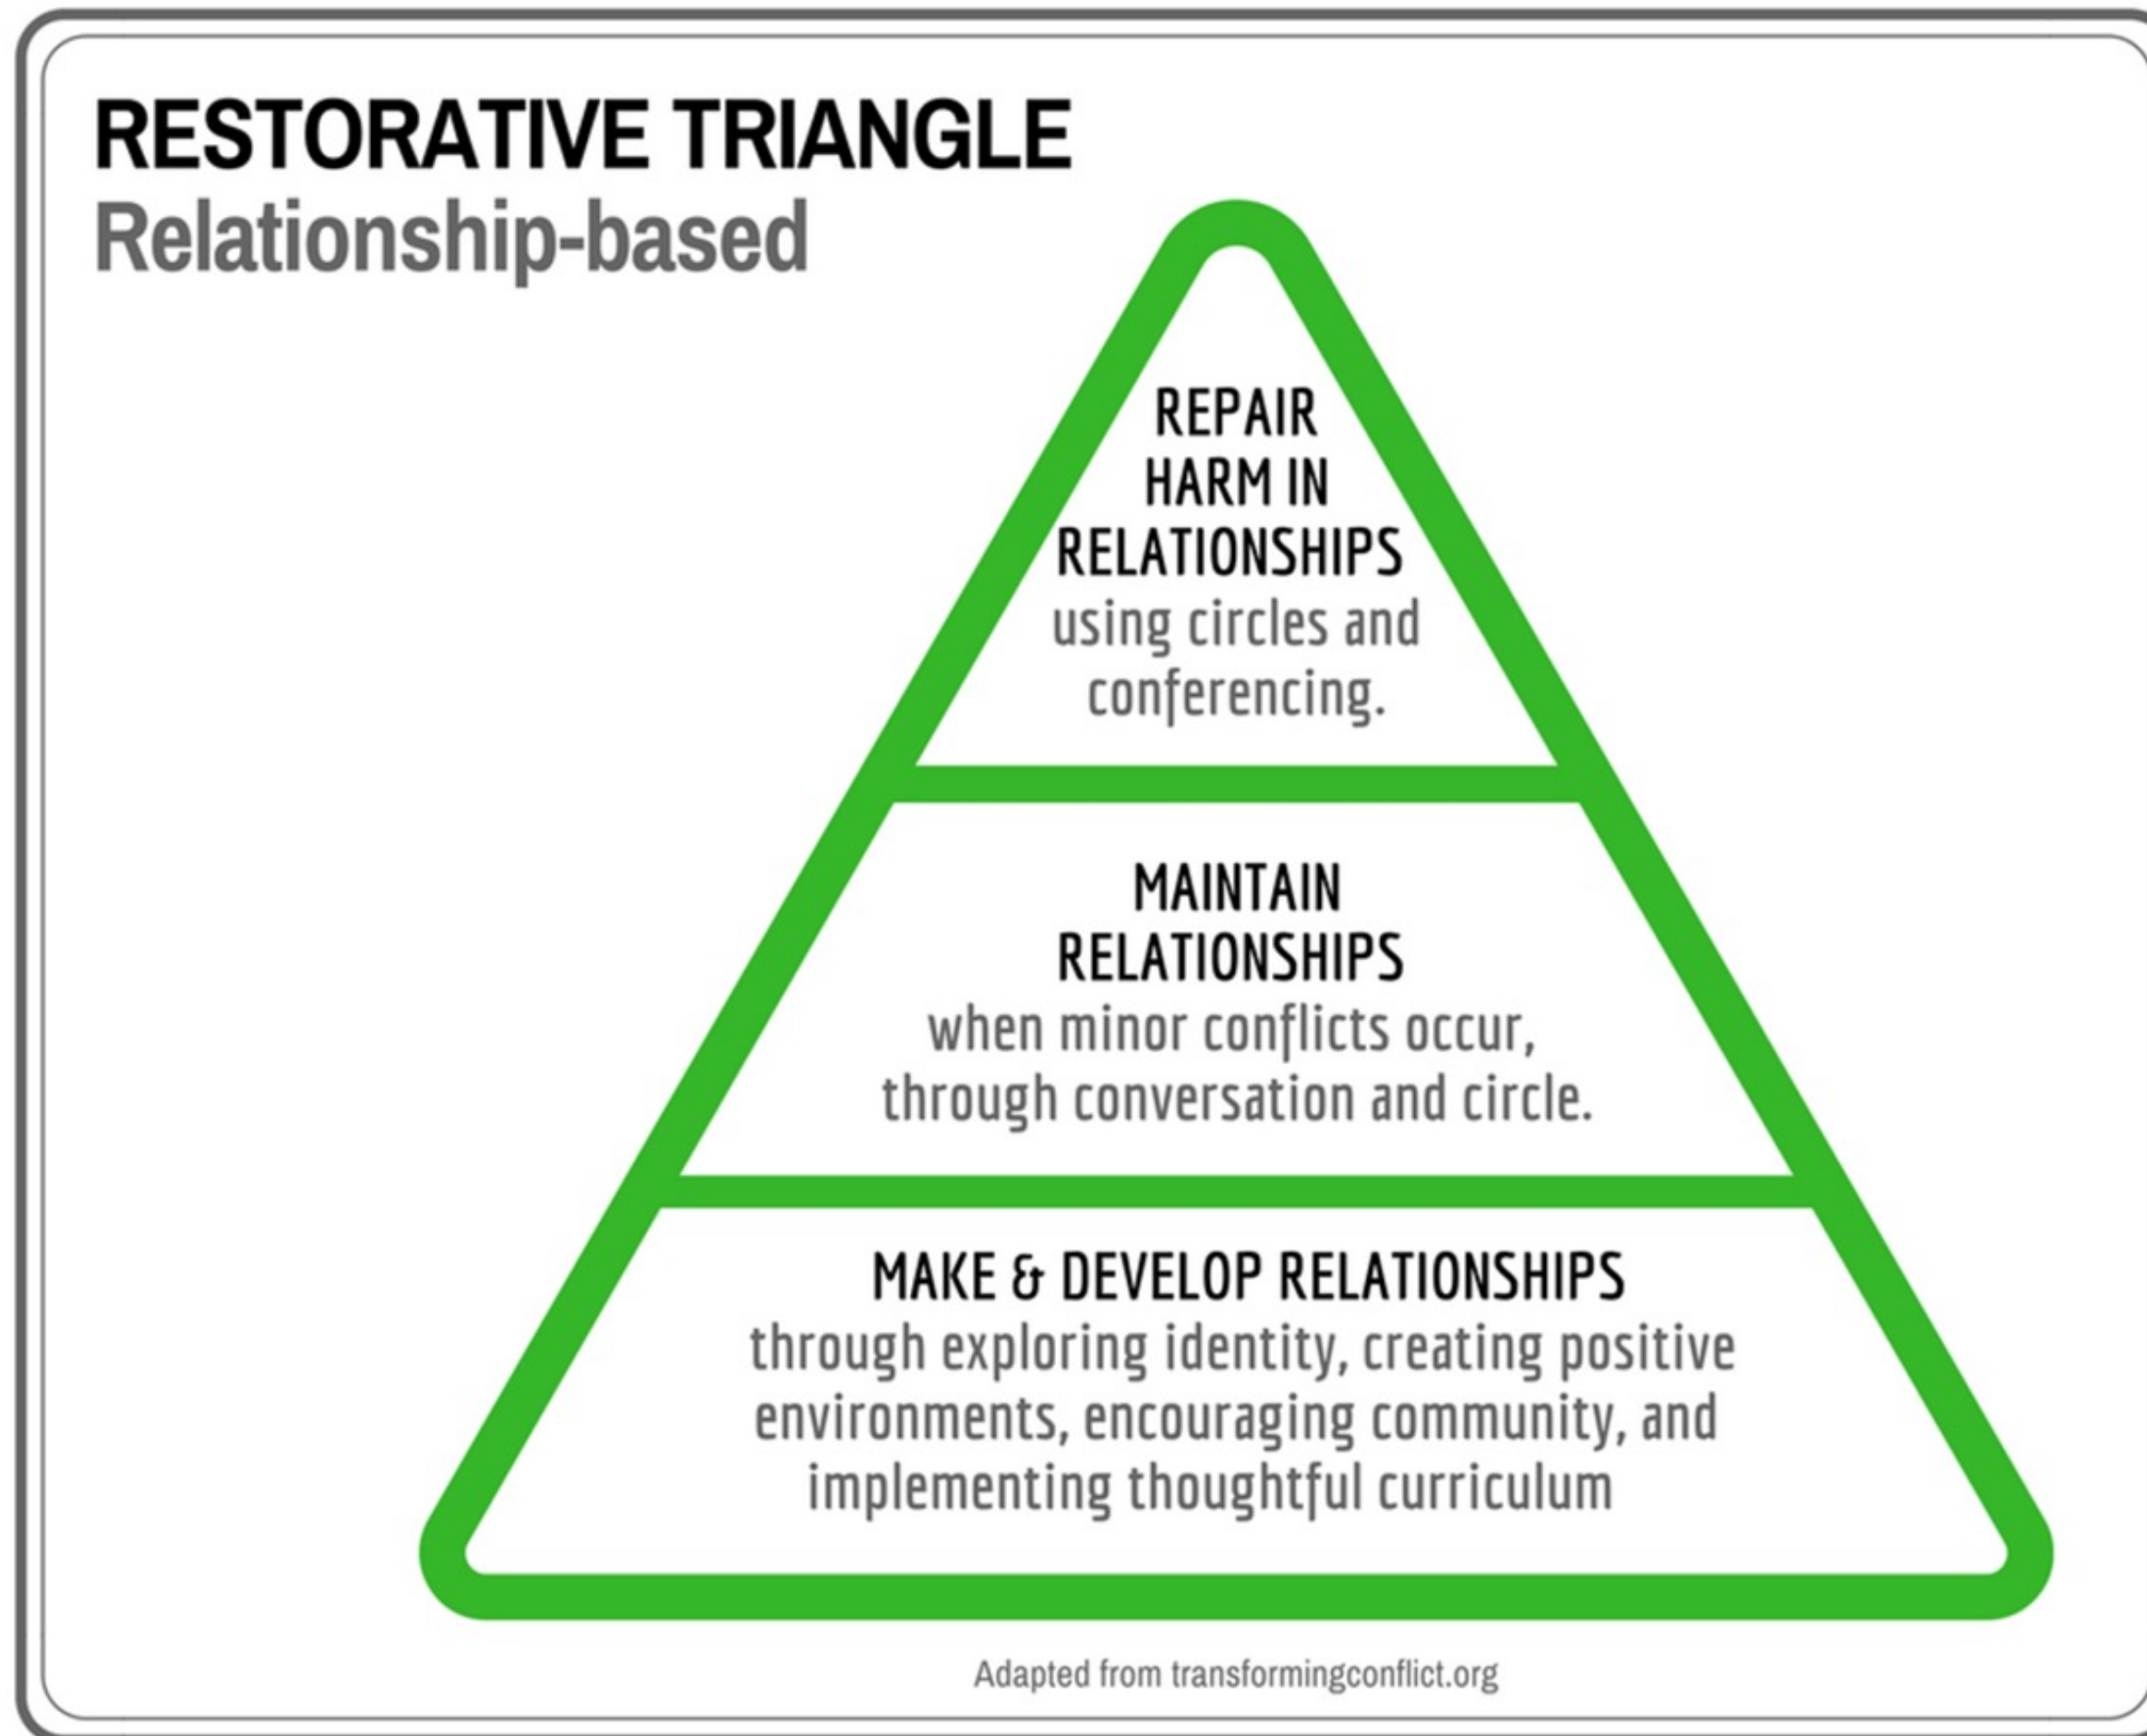 RESTORATIVE TRIANGLE
Relationship-based
REPAIR
HARM IN
RELATIONSHIPS
using circles and
conferencing.
MAINTAIN
RELATIONSHIPS
when minor conflicts occur,
through conversation and circle.
MAKE & DEVELOP RELATIONSHIPS
through exploring identity, creating positive
environments, encouraging community, and
implementing thoughtful curriculum
Adapted from transformingconflict.org